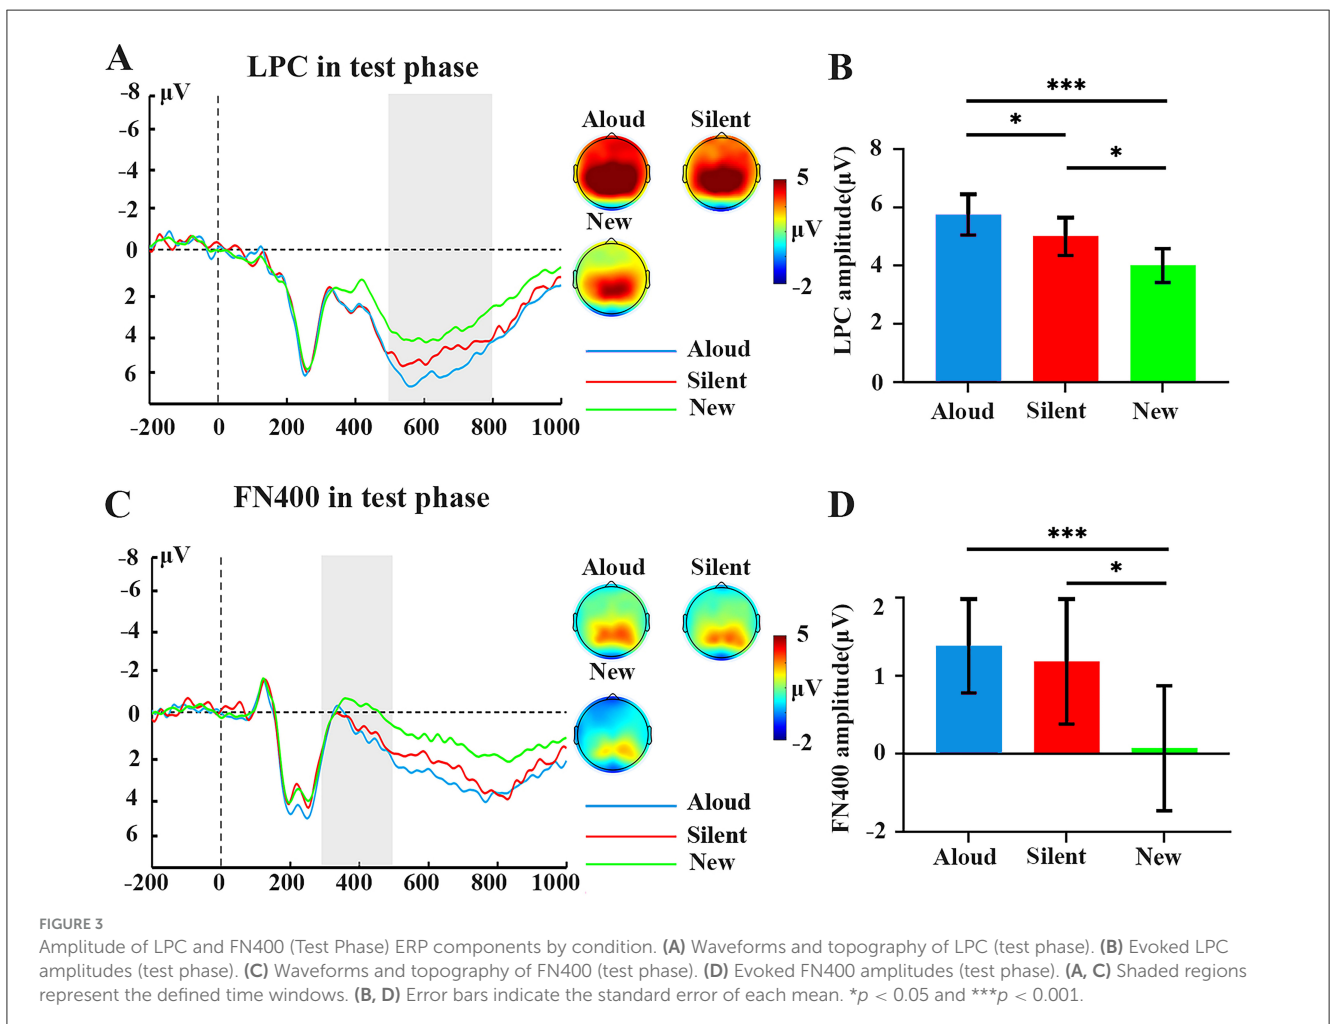 A
LPC in test phase
-8 µV
-6
-4
-2
0
2
4
6
-200 0 200 400 600 800 1000
Aloud Silent
New
5
µV
-2
Aloud
Silent
New
B
***
*
*
LPC amplitude(µV)
8
6
4
2
0
Aloud Silent New
C
FN400 in test phase
-8 µV
-6
-4
-2
0
2
4
6
-200 0 200 400 600 800 1000
Aloud Silent
New
5
µV
-2
Aloud
Silent
New
D
***
*
FN400 amplitude(µV)
2
1
0
-2
Aloud Silent New
FIGURE 3
Amplitude of LPC and FN400 (Test Phase) ERP components by condition. (A) Waveforms and topography of LPC (test phase). (B) Evoked LPC
amplitudes (test phase). (C) Waveforms and topography of FN400 (test phase). (D) Evoked FN400 amplitudes (test phase). (A, C) Shaded regions
represent the defined time windows. (B, D) Error bars indicate the standard error of each mean. *p < 0.05 and ***p < 0.001.